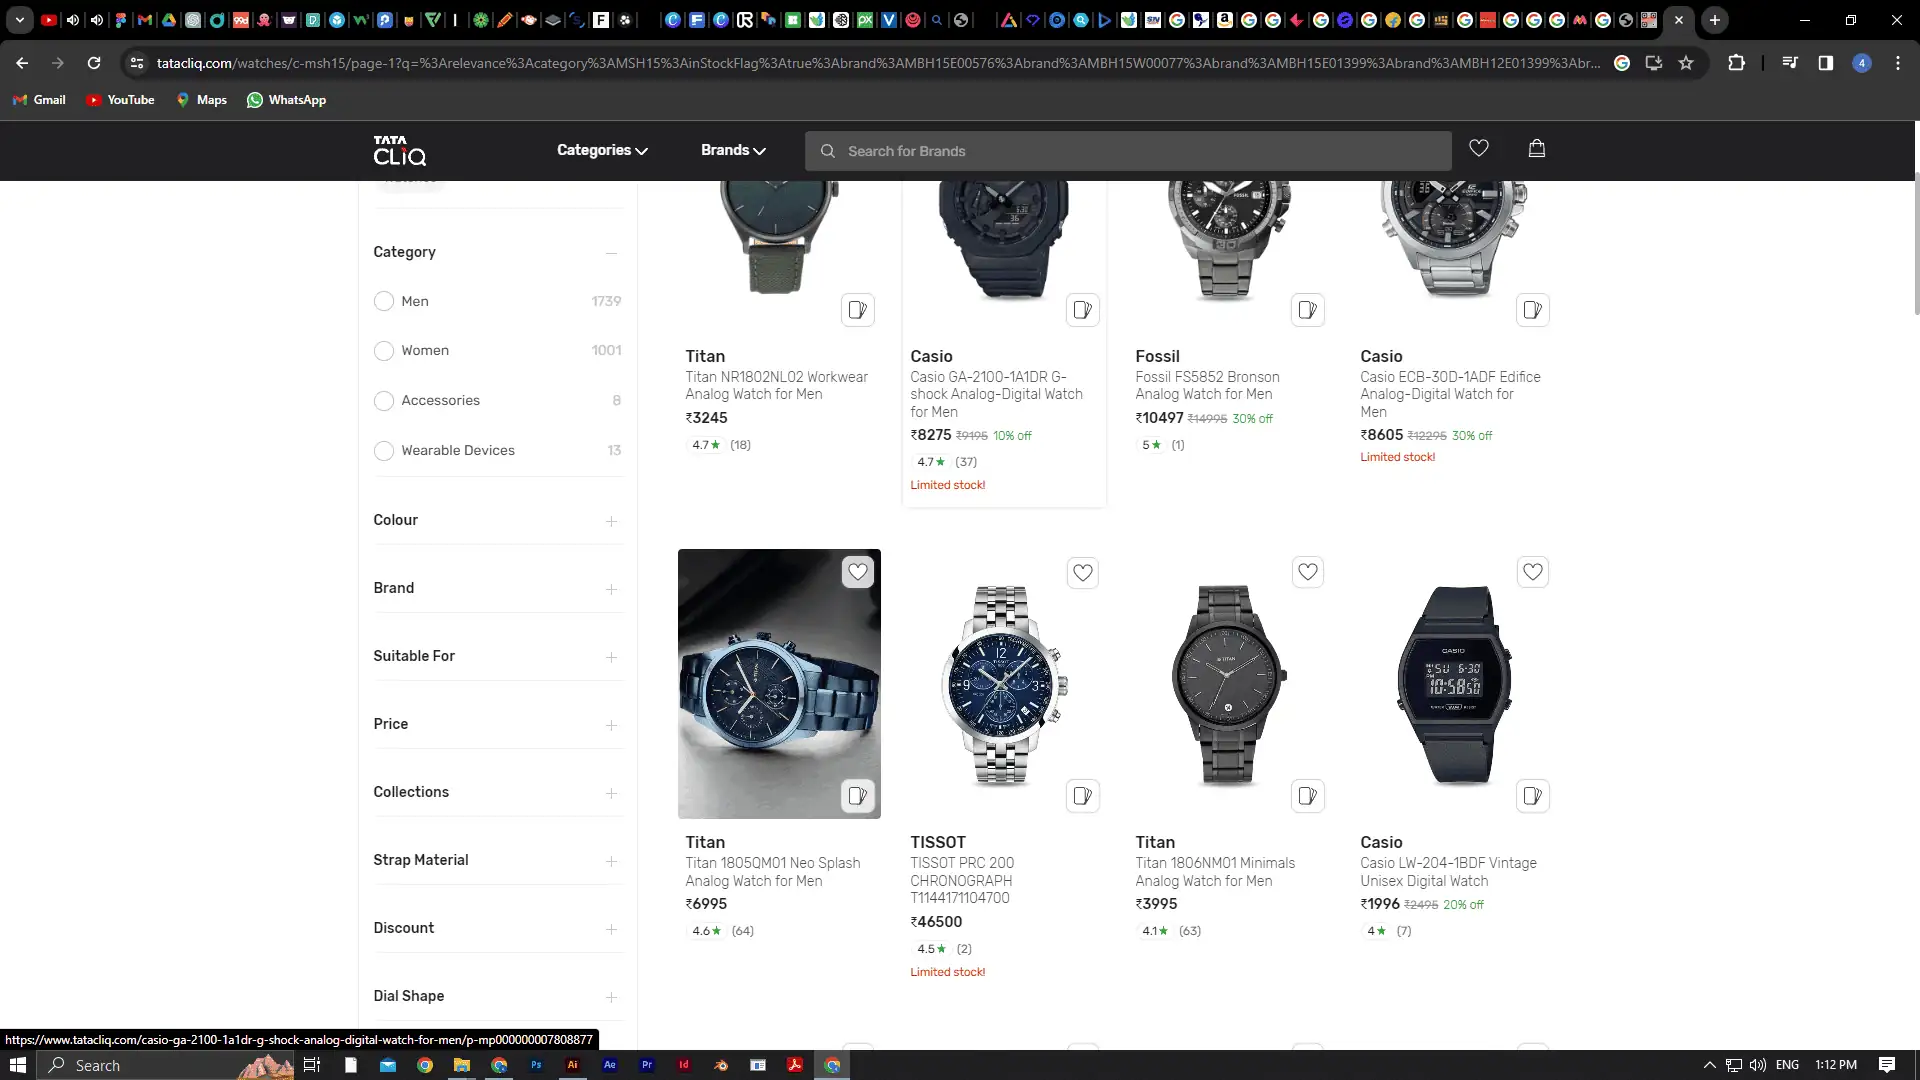 tatacliq.com/watches/c-msh15/page-1?q=%3Arelevance%3Acategory%3AMSH15%3AinStockFlag%3Atrue%3Abrand%3AMBH15E00576%3Abrand%3AMBH15W00077%3Abrand%3AMBH15E01399%3Abrand%3AMBH12E01399%3Abr...
4
Gmail YouTube Maps WhatsApp
TATA
CLiQ
Categories
Brands
Search for Brands
Category
Men 1739
Women 1001
Accessories 8
Wearable Devices 13
Colour
Brand
Suitable For
Price
Collections
Strap Material
Discount
Dial Shape
Titan
Titan NR1802NL02 Workwear
Analog Watch for Men
₹3245
4.7★ (18)
Casio
Casio GA-2100-1A1DR G-
shock Analog-Digital Watch
for Men
₹8275 ₹9195 10% off
4.7★ (37)
Limited stock!
Fossil
Fossil FS5852 Bronson
Analog Watch for Men
₹10497 ₹14995 30% off
5★ (1)
Casio
Casio ECB-30D-1ADF Edifice
Analog-Digital Watch for
Men
₹8605 ₹12295 30% off
Limited stock!
Titan
Titan 1805QM01 Neo Splash
Analog Watch for Men
₹6995
4.6★ (64)
TISSOT
TISSOT PRC 200
CHRONOGRAPH
T1144171104700
₹46500
4.5★ (2)
Limited stock!
Titan
Titan 1806NM01 Minimals
Analog Watch for Men
₹3995
4.1★ (63)
CASIO
Casio
Casio LW-204-1BDF Vintage
Unisex Digital Watch
₹1996 ₹2495 20% off
4★ (7)
https://www.tatacliq.com/casio-ga-2100-1a1dr-g-shock-analog-digital-watch-for-men/p-mp000000007808877
Search
Ps Ai Ae Pr Id
ENG 1:12 PM